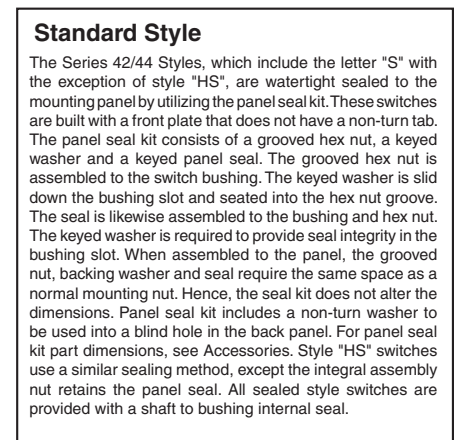 Standard Style
The Series 42/44 Styles, which include the letter "S" with
the exception of style "HS", are watertight sealed to the
mounting panel by utilizing the panel seal kit. These switches
are built with a front plate that does not have a non-turn tab.
The panel seal kit consists of a grooved hex nut, a keyed
washer and a keyed panel seal. The grooved hex nut is
assembled to the switch bushing. The keyed washer is slid
down the bushing slot and seated into the hex nut groove.
The seal is likewise assembled to the bushing and hex nut.
The keyed washer is required to provide seal integrity in the
bushing slot. When assembled to the panel, the grooved
nut, backing washer and seal require the same space as a
normal mounting nut. Hence, the seal kit does not alter the
dimensions. Panel seal kit includes a non-turn washer to
be used into a blind hole in the back panel. For panel seal
kit part dimensions, see Accessories. Style "HS" switches
use a similar sealing method, except the integral assembly
nut retains the panel seal. All sealed style switches are
provided with a shaft to bushing internal seal.